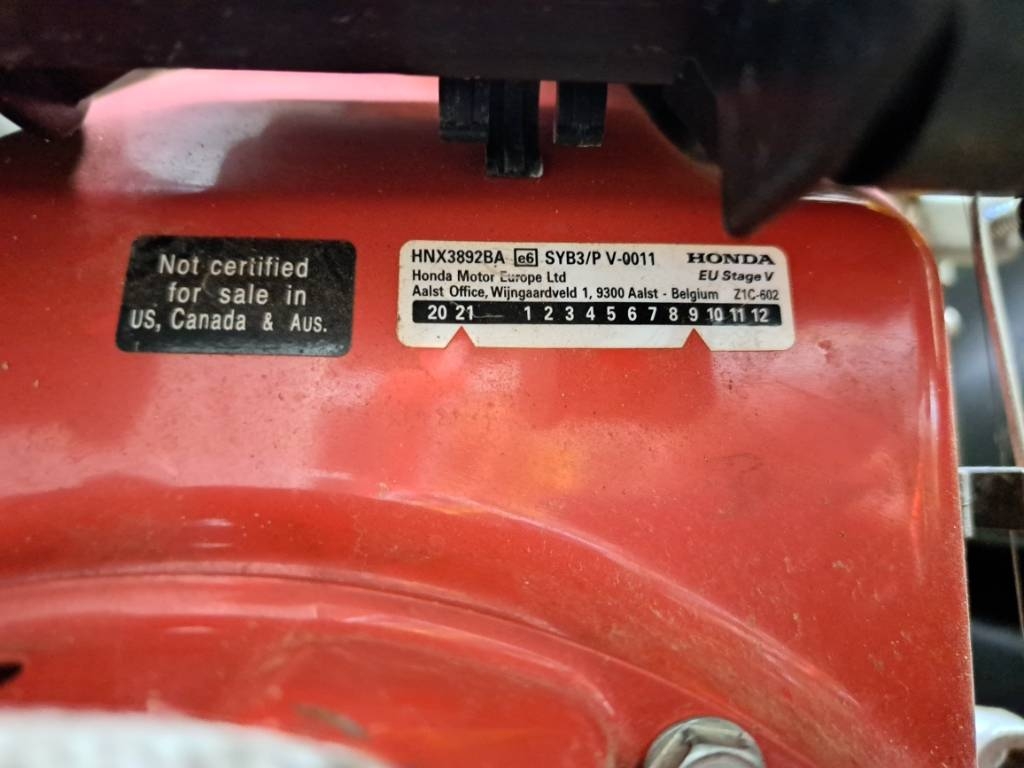 Not certified
for sale in
US, Canada & Aus.
HNX3892BA e6 SYB3/P V-0011 HONDA
Honda Motor Europe Ltd EU Stage V
Aalst Office, Wijngaardveld 1, 9300 Aalst - Belgium Z1C-602
20 21 1 2 3 4 5 6 7 8 9 10 11 12